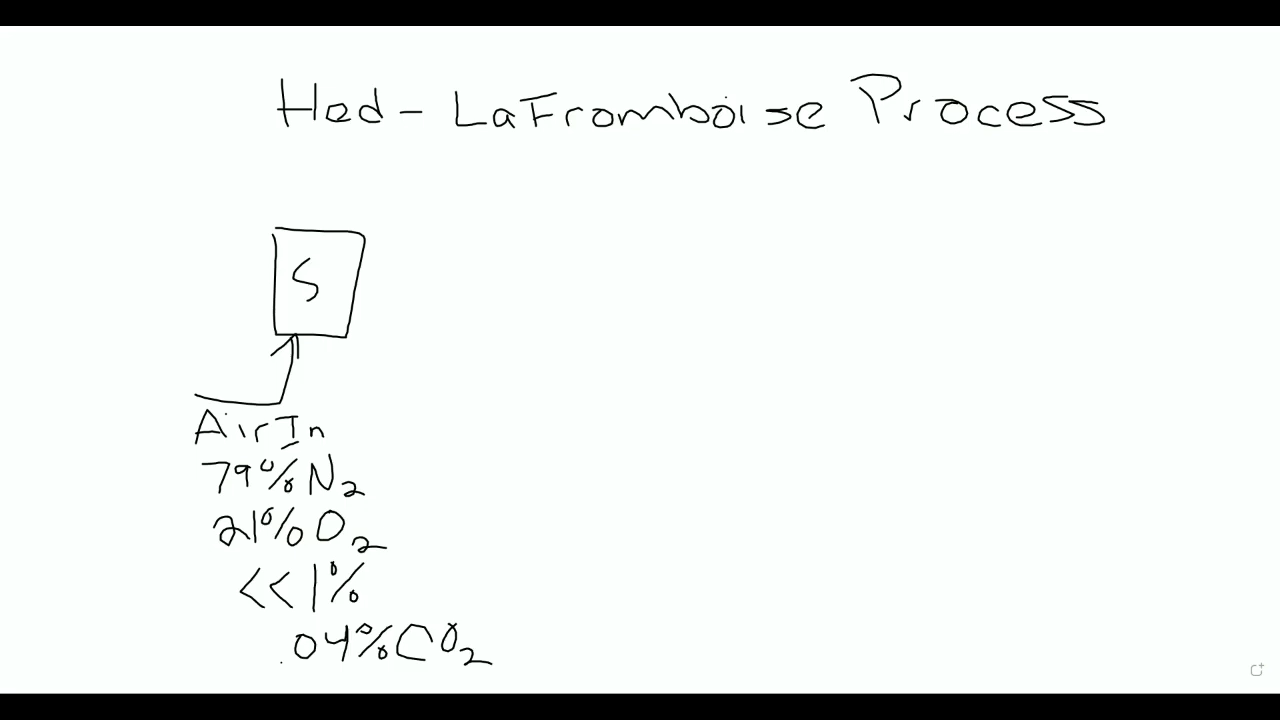 Hed-LaFromboise Process
S
Air In
79% N2
21% O2
<<1%
.04% CO2